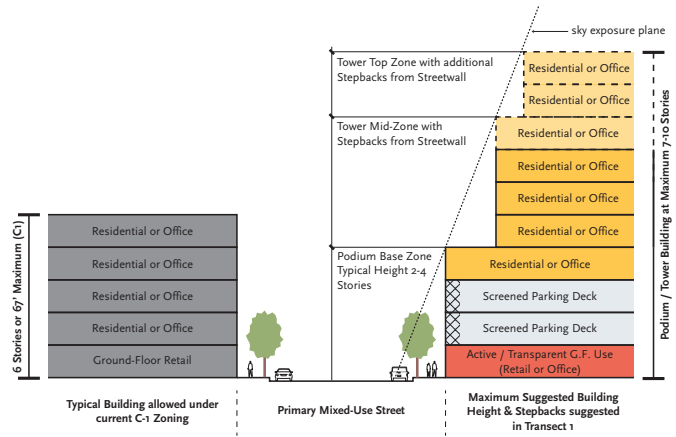 sky exposure plane
Tower Top Zone with additional
Stepbacks from Streetwall
Residential or Office
Residential or Office
Tower Mid-Zone with
Stepbacks from Streetwall
Residential or Office
Residential or Office
Residential or Office
Residential or Office
Podium / Tower Building at Maximum 7-10 Stories
6 Stories or 67' Maximum (C1)
Residential or Office
Residential or Office
Residential or Office
Residential or Office
Ground-Floor Retail
Podium Base Zone
Typical Height 2-4
Stories
Residential or Office
Screened Parking Deck
Screened Parking Deck
Active / Transparent G.F. Use
(Retail or Office)
Typical Building allowed under
current C-1 Zoning
Primary Mixed-Use Street
Maximum Suggested Building
Height & Stepbacks suggested
in Transect 1